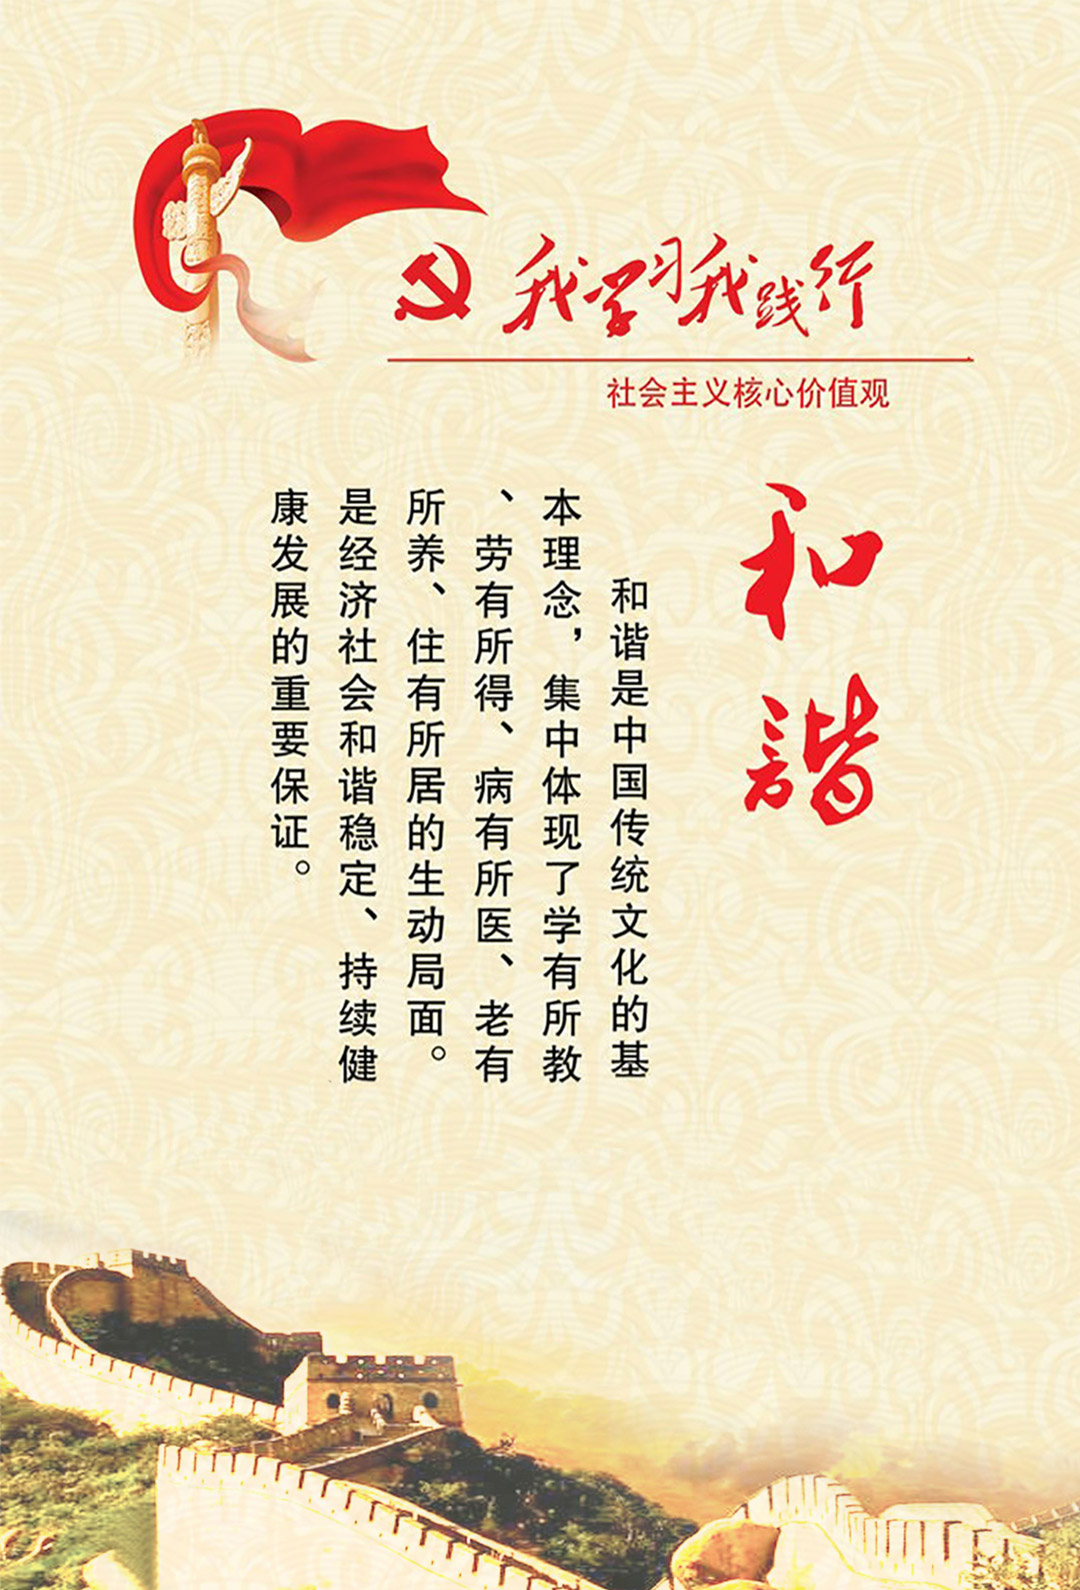 我学习我践行
社会主义核心价值观
和谐
和谐是中国传统文化的基
本理念，集中体现了学有所教
、劳有所得、病有所医、老有
所养、住有所居的生动局面。
是经济社会和谐稳定、持续健
康发展的重要保证。